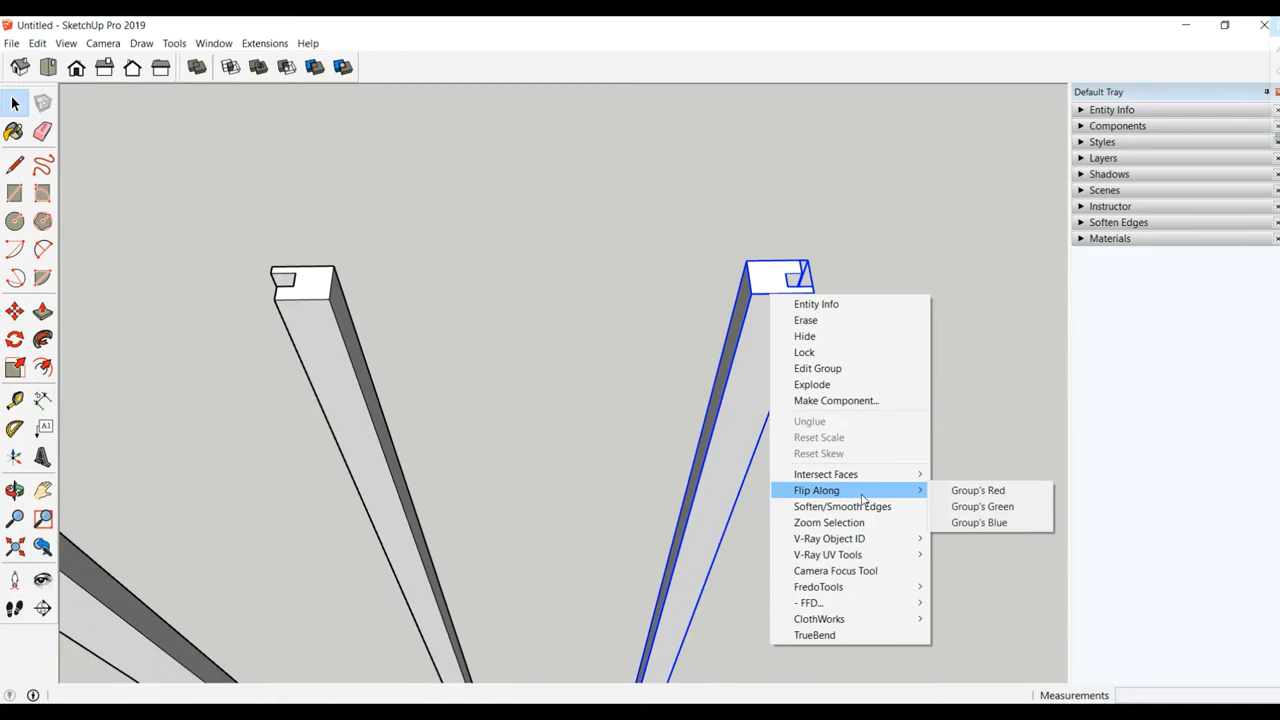 Untitled - SketchUp Pro 2019
File Edit View Camera Draw Tools Window Extensions Help
Default Tray
Entity Info
Components
Styles
Layers
Shadows
Scenes
Instructor
Soften Edges
Materials
A1
Entity Info
Erase
Hide
Lock
Edit Group
Explode
Make Component...
Unglue
Reset Scale
Reset Skew
Intersect Faces
Flip Along
Soften/Smooth Edges
Zoom Selection
V-Ray Object ID
V-Ray UV Tools
Camera Focus Tool
FredoTools
- FFD...
ClothWorks
TrueBend
Group's Red
Group's Green
Group's Blue
Measurements